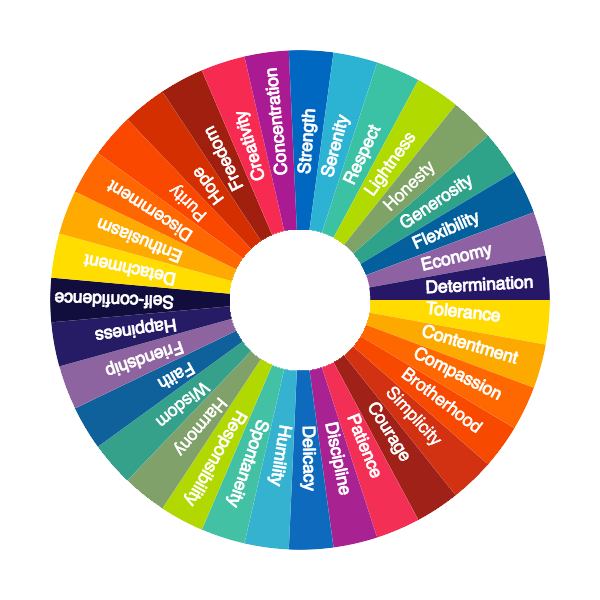 Strength
Serenity
Respect
Lightness
Honesty
Generosity
Flexibility
Economy
Determination
Tolerance
Contentment
Compassion
Brotherhood
Simplicity
Courage
Patience
Discipline
Delicacy
Humility
Spontaneity
Responsibility
Harmony
Wisdom
Faith
Friendship
Happiness
Self-confidence
Detachment
Enthusiasm
Discernment
Purity
Hope
Freedom
Creativity
Concentration